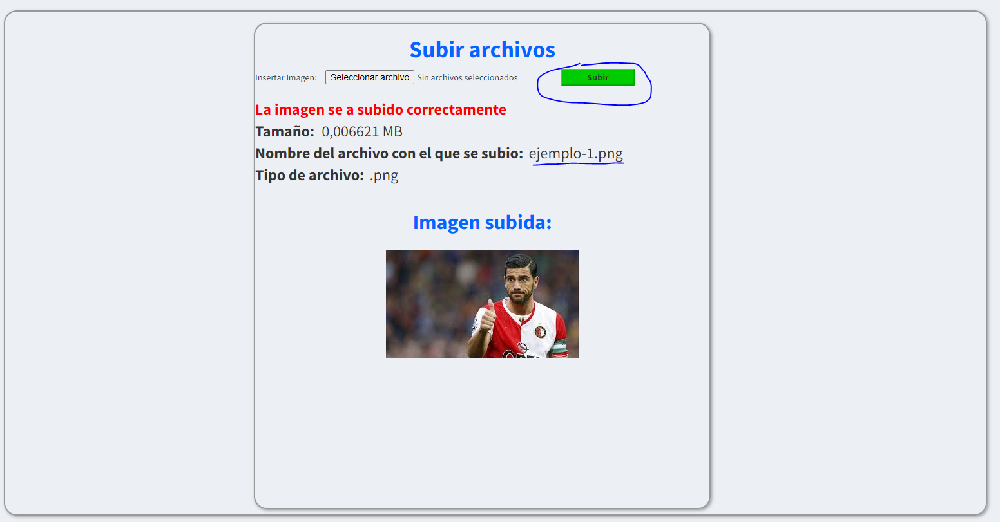 Subir archivos
Insertar Imagen: Seleccionar archivo Sin archivos seleccionados Subir
La imagen se a subido correctamente
Tamaño: 0,006621 MB
Nombre del archivo con el que se subio: ejemplo-1.png
Tipo de archivo: .png
Imagen subida: